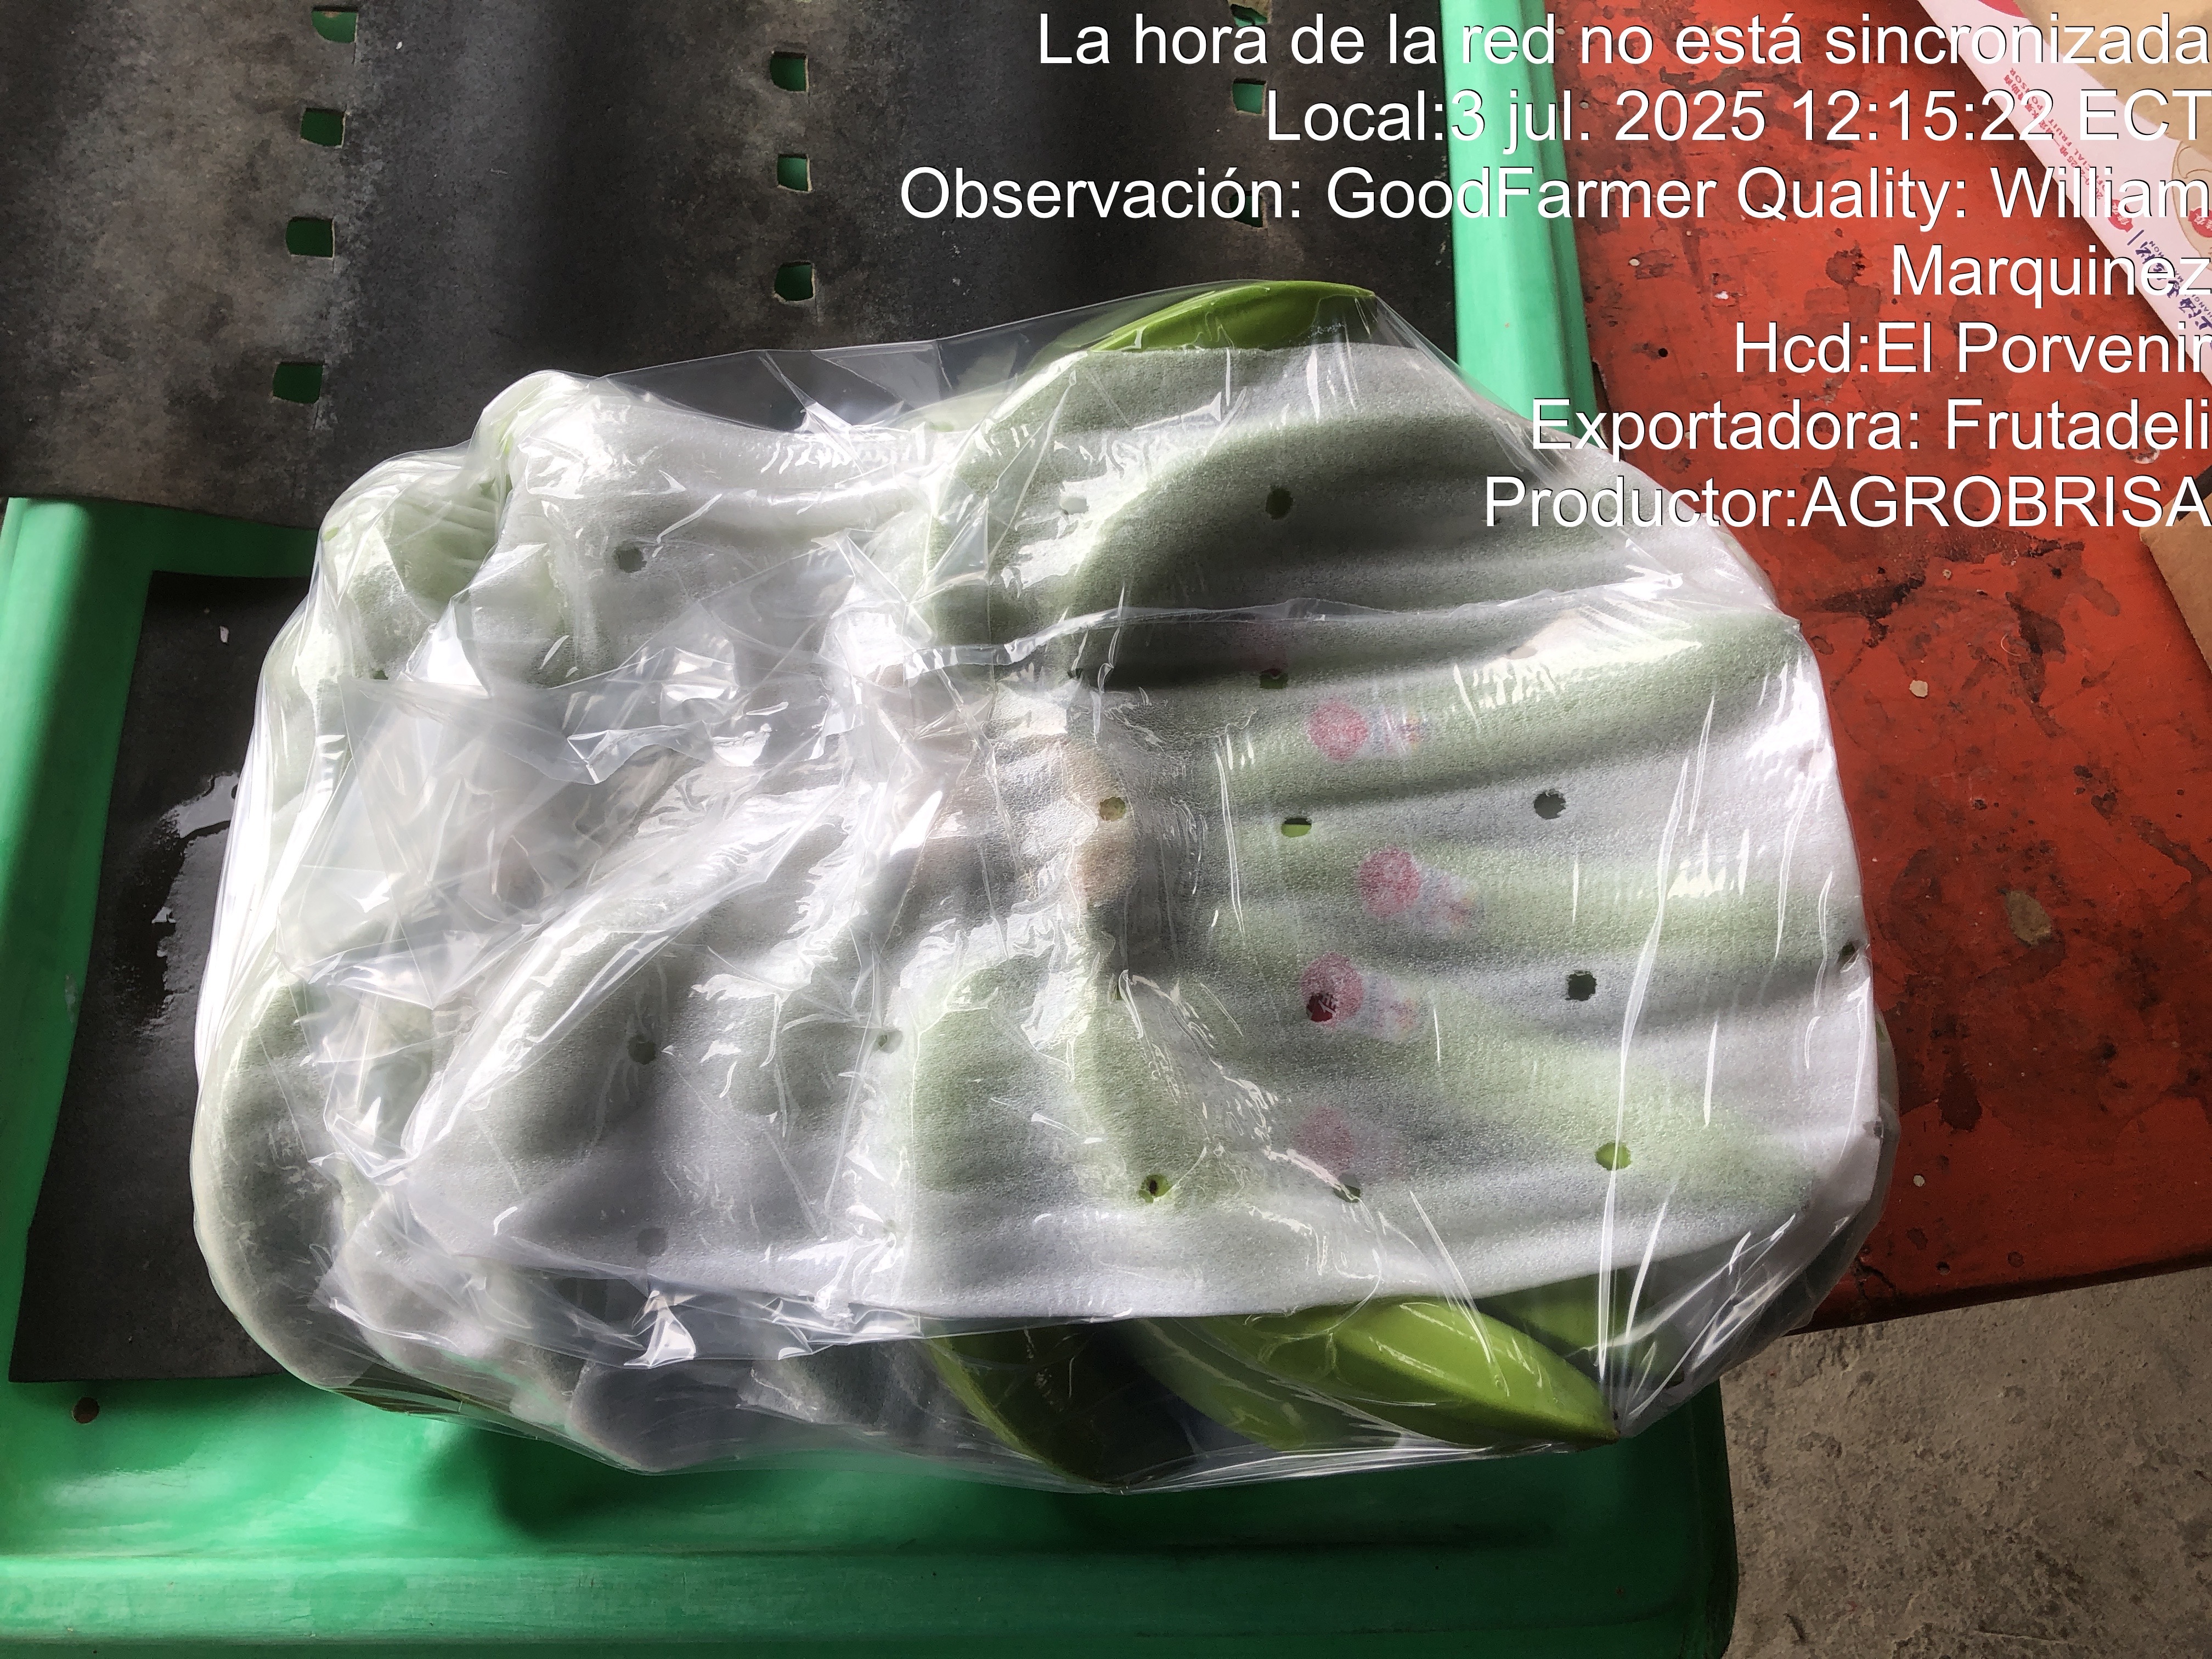 La hora de la red no está sincronizada
Local:3 jul. 2025 12:15:22 ECT
Observación: GoodFarmer Quality: William
Marquinez
Hcd:El Porvenir
Exportadora: Frutadeli
Productor:AGROBRISA